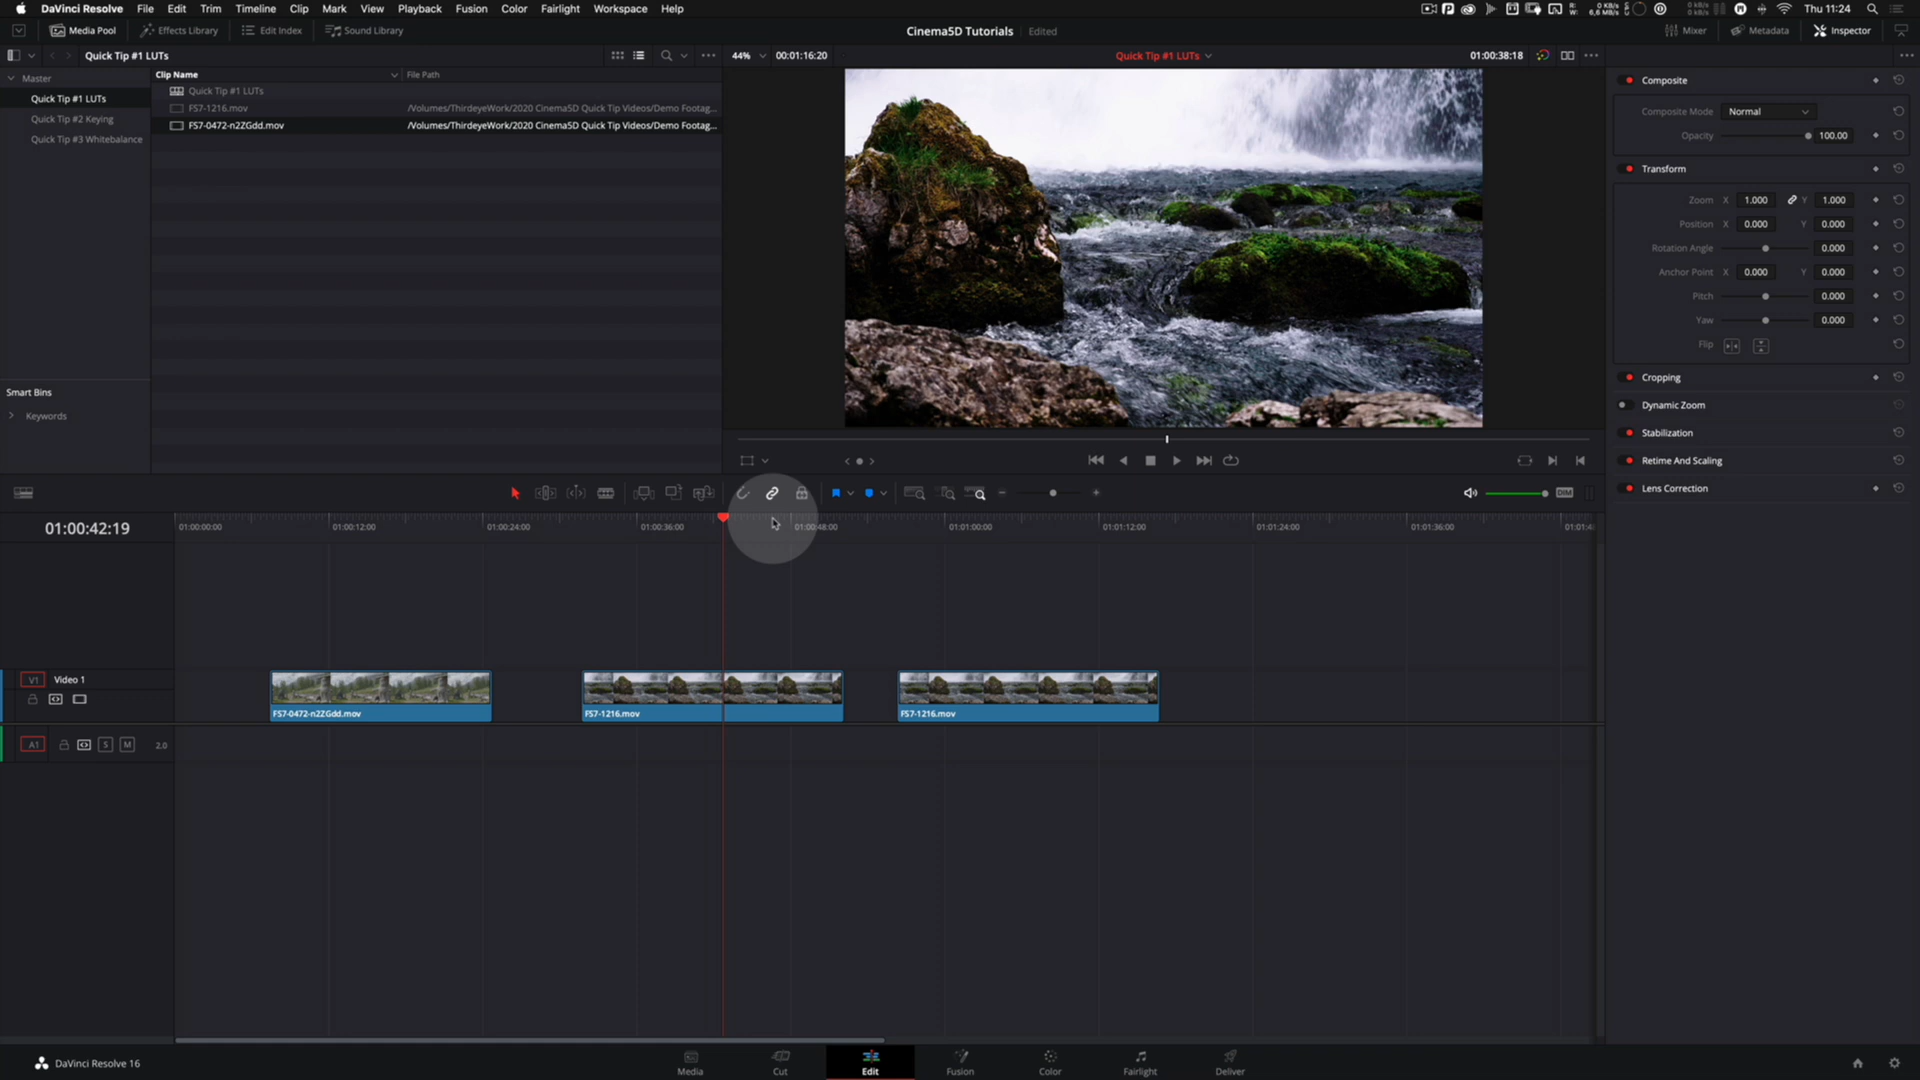 DaVinci Resolve File Edit Trim Timeline Clip Mark View Playback Fusion Color Fairlight Workspace Help Thu 11:24
Media Pool Effects Library Edit Index Sound Library Cinema5D Tutorials Edited Mixer Metadata Inspector
Quick Tip #1 LUTs 44% 00:01:16:20 Quick Tip #1 LUTs 01:00:38:18
Master Clip Name File Path Composite
Quick Tip #1 LUTs Quick Tip #1 LUTs
FS7-1216.mov /Volumes/ThirdeyeWork/2020 Cinema5D Quick Tip Videos/Demo Footag... Composite Mode Normal
Quick Tip #2 Keying FS7-0472-n2ZGdd.mov /Volumes/ThirdeyeWork/2020 Cinema5D Quick Tip Videos/Demo Footag... Opacity 100.00
Quick Tip #3 Whitebalance
Transform
Zoom X 1.000 Y 1.000
Position X 0.000 Y 0.000
Rotation Angle 0.000
Anchor Point X 0.000 Y 0.000
Pitch 0.000
Yaw 0.000
Flip
Cropping
Smart Bins Dynamic Zoom
Keywords
Stabilization
Retime And Scaling
Lens Correction
DIM
01:00:42:19 01:00:00:00 01:00:12:00 01:00:24:00 01:00:36:00 01:00:48:00 01:01:00:00 01:01:12:00 01:01:24:00 01:01:36:00
V1 Video 1
FS7-0472-n2ZGdd.mov FS7-1216.mov FS7-1216.mov
A1 S M 2.0
DaVinci Resolve 16 Media Cut Edit Fusion Color Fairlight Deliver